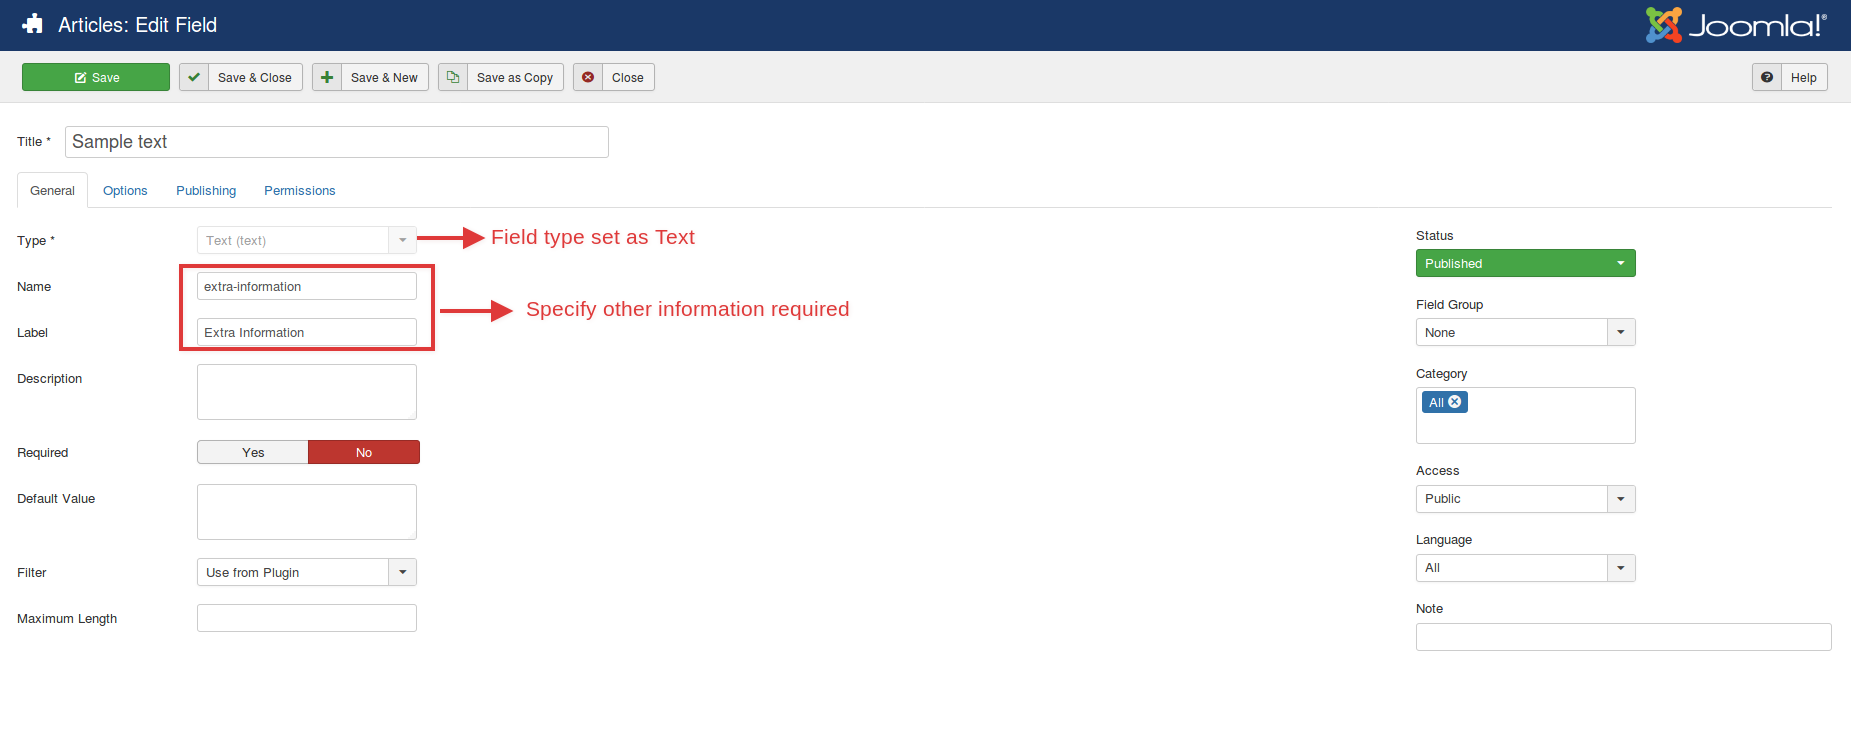 Articles: Edit Field
Joomla!®
Save
Save & Close
Save & New
Save as Copy
Close
Help
Title *
Sample text
General
Options
Publishing
Permissions
Type *
Text (text)
Field type set as Text
Name
extra-information
Specify other information required
Label
Extra Information
Description
Required
Yes
No
Default Value
Filter
Use from Plugin
Maximum Length
Status
Published
Field Group
None
Category
All
Access
Public
Language
All
Note